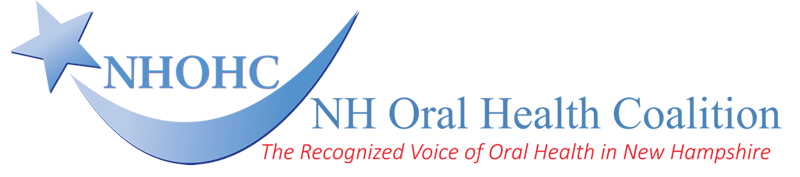 NHOHC
NH Oral Health Coalition
The Recognized Voice of Oral Health in New Hampshire